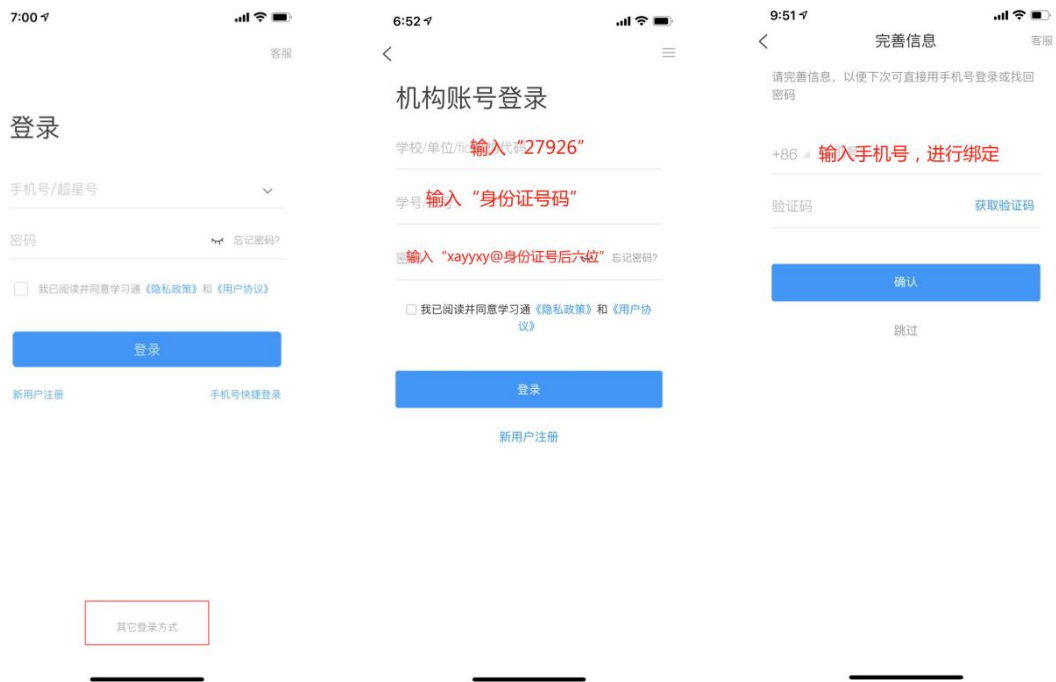 7:00
客服
登录
手机号/超星号
密码
忘记密码?
我已阅读并同意学习通《隐私政策》和《用户协议》
登录
新用户注册
手机号快捷登录
其它登录方式
6:52
机构账号登录
学校/单位/
输入“27926”
学号
输入“身份证号码”
输入“xayyxy@身份证号后六位”
忘记密码?
我已阅读并同意学习通《隐私政策》和《用户协
议》
登录
新用户注册
9:51
完善信息
客服
请完善信息，以便下次可直接用手机号登录或找回
密码
+86
输入手机号，进行绑定
验证码
获取验证码
确认
跳过